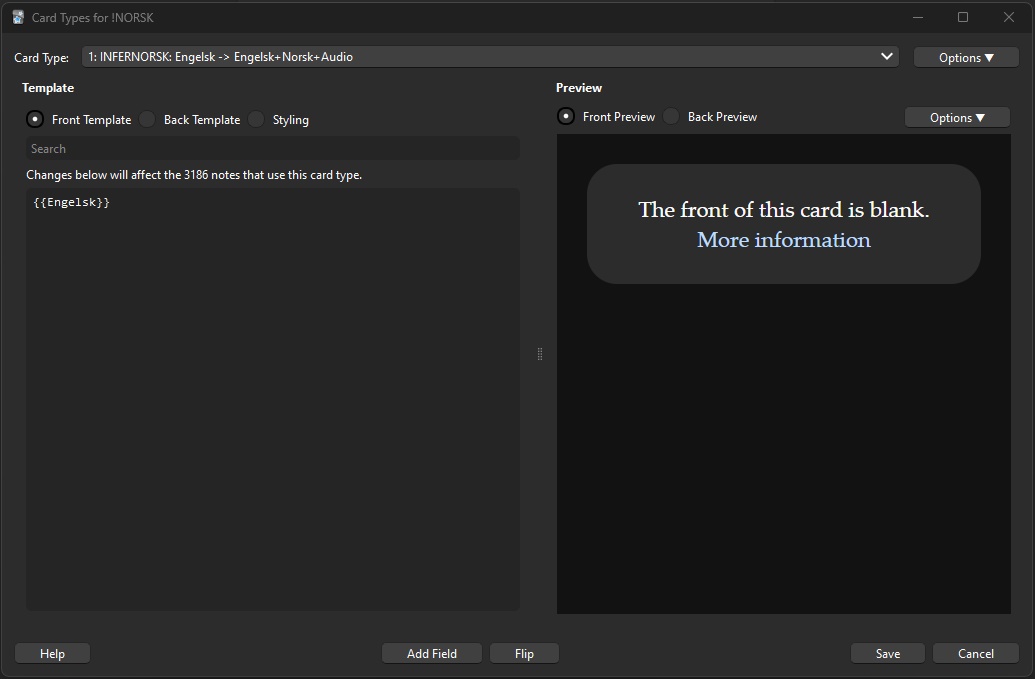 Card Types for !NORSK
Card Type: 1: INFERNORSK: Engelsk -> Engelsk+Norsk+Audio Options ▼
Template
Front Template Back Template Styling
Search
Changes below will affect the 3186 notes that use this card type.
{{Engelsk}}
Preview
Front Preview Back Preview Options ▼
The front of this card is blank.
More information
Help Add Field Flip Save Cancel